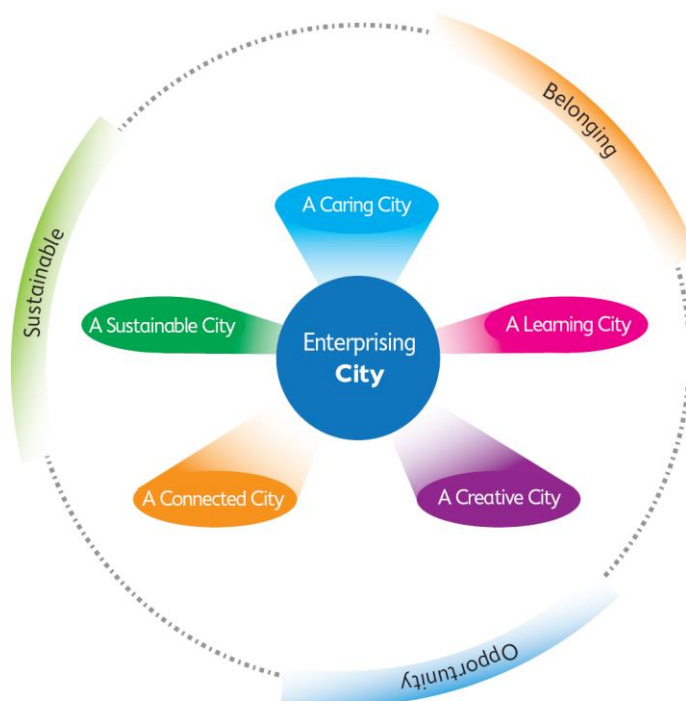 Belonging
A Caring City
Sustainable
A Sustainable City
A Learning City
Enterprising
City
A Connected City
A Creative City
Opportunity